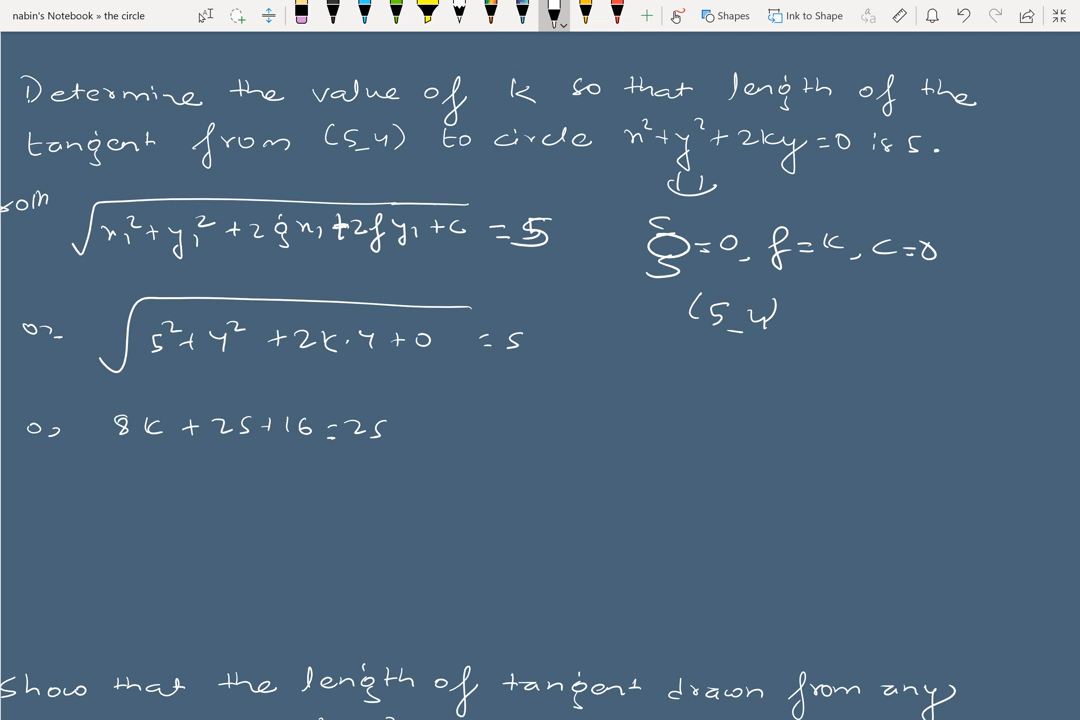 nabin's Notebook » the circle
Shapes
Ink to Shape
Determine the value of k so that length of the
tangent from (5,4) to circle x²+y²+2ky=0 is 5.
soln
√(x₁²+y₁²+2gx₁+2fy₁+c) = 5
g=0, f=k, c=0
(5,4)
or, √(5²+4²+2k.4+0) = 5
or, 8k+25+16=25
Show that the length of tangent drawn from any